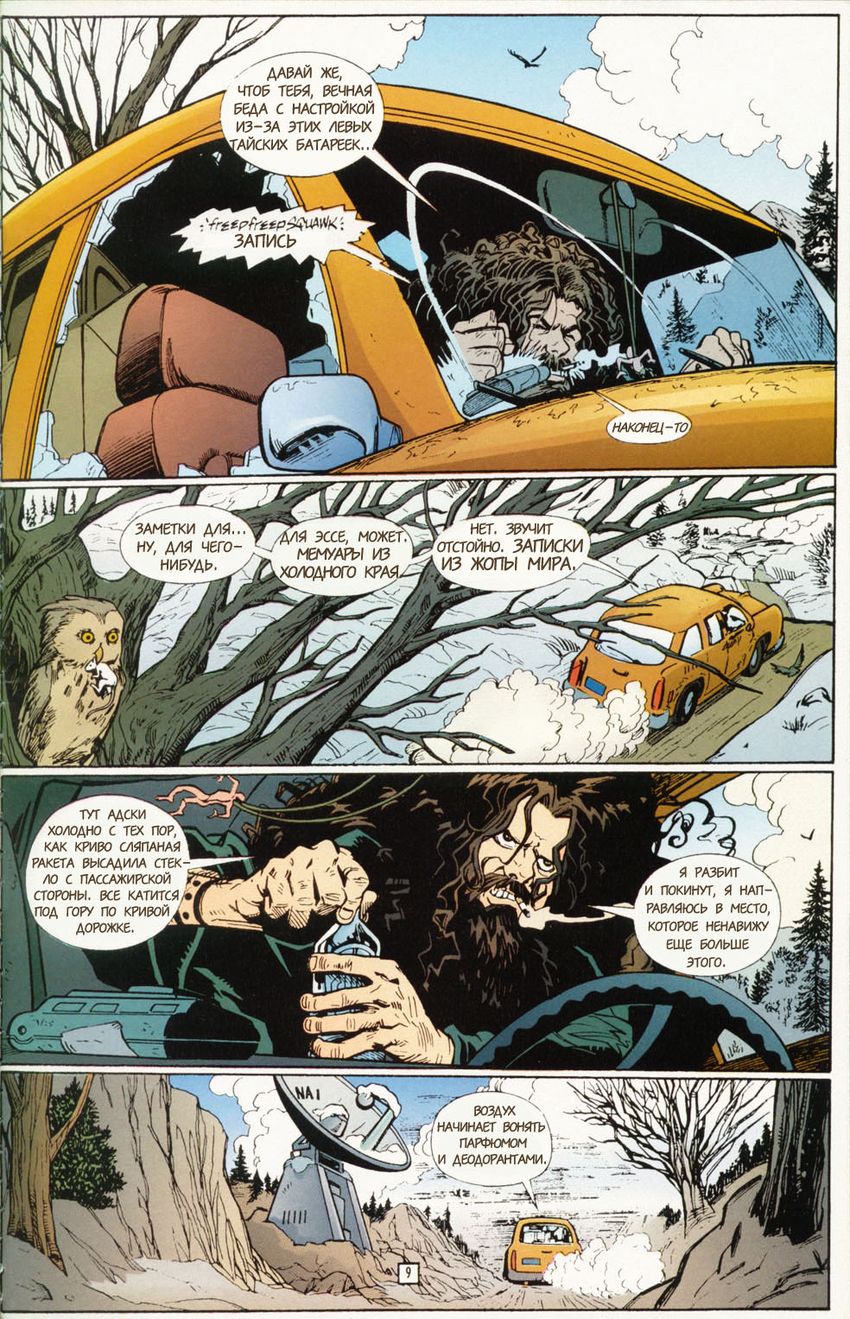 ДАВАЙ ЖЕ,
ЧТОБ ТЕБЯ, ВЕЧНАЯ
БЕДА С НАСТРОЙКОЙ
ИЗ-ЗА ЭТИХ ЛЕВЫХ
ТАЙСКИХ БАТАРЕЕК...
:freepfreepsquawk:
ЗАПИСЬ
НАКОНЕЦ-ТО
ЗАМЕТКИ ДЛЯ...
НУ, ДЛЯ ЧЕГО-
НИБУДЬ.
ДЛЯ ЭССЕ, МОЖЕТ.
МЕМУАРЫ ИЗ
ХОЛОДНОГО КРАЯ.
НЕТ. ЗВУЧИТ
ОТСТОЙНО. ЗАПИСКИ
ИЗ ЖОПЫ МИРА.
ТУТ АДСКИ
ХОЛОДНО С ТЕХ ПОР,
КАК КРИВО СЛЯПАНАЯ
РАКЕТА ВЫСАДИЛА СТЕК-
ЛО С ПАССАЖИРСКОЙ
СТОРОНЫ. ВСЕ КАТИТСЯ
ПОД ГОРУ ПО КРИВОЙ
ДОРОЖКЕ.
Я РАЗБИТ
И ПОКИНУТ, Я НАП-
РАВЛЯЮСЬ В МЕСТО,
КОТОРОЕ НЕНАВИЖУ
ЕЩЕ БОЛЬШЕ
ЭТОГО.
NA1
ВОЗДУХ
НАЧИНАЕТ ВОНЯТЬ
ПАРФЮМОМ
И ДЕОДОРАНТАМИ.
9